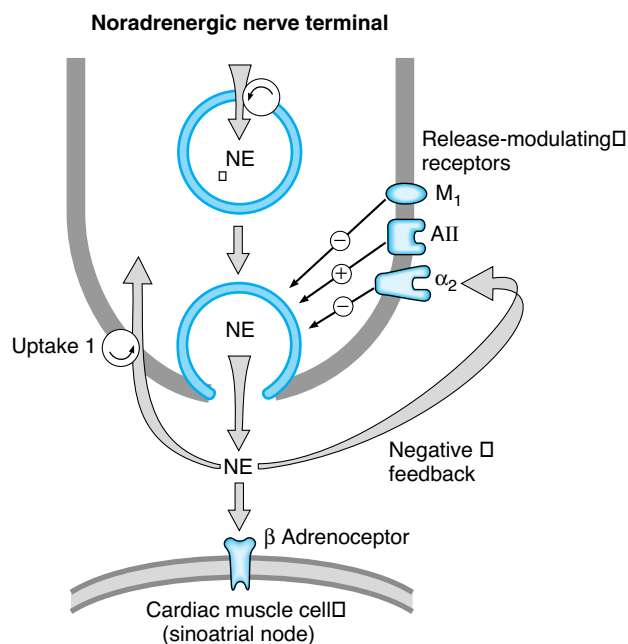 Noradrenergic nerve terminal
NE
Release-modulating□
receptors
M1
AII
α2
−
+
−
NE
Uptake 1
NE
Negative □
feedback
β Adrenoceptor
Cardiac muscle cell□
(sinoatrial node)